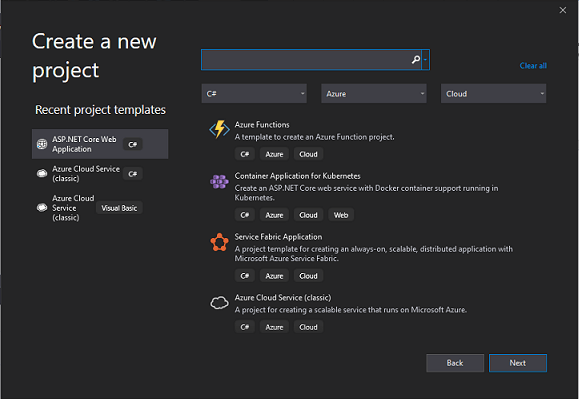 Create a new
project
Clear all
C#
Azure
Cloud
Recent project templates
ASP.NET Core Web
Application
C#
Azure Cloud Service
(classic)
C#
Azure Cloud
Service
(classic)
Visual Basic
Azure Functions
A template to create an Azure Function project.
C# Azure Cloud
Container Application for Kubernetes
Create an ASP.NET Core web service with Docker container support running in
Kubernetes.
C# Azure Cloud Web
Service Fabric Application
A project template for creating an always-on, scalable, distributed application with
Microsoft Azure Service Fabric.
C# Azure Cloud
Azure Cloud Service (classic)
A project for creating a scalable service that runs on Microsoft Azure.
C# Azure Cloud
Back
Next